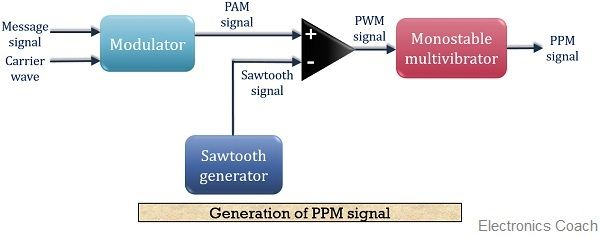 Message
signal
Carrier
wave
Modulator
PAM
signal
+
-
Sawtooth
signal
Sawtooth
generator
PWM
signal
Monostable
multivibrator
PPM
signal
Generation of PPM signal
Electronics Coach